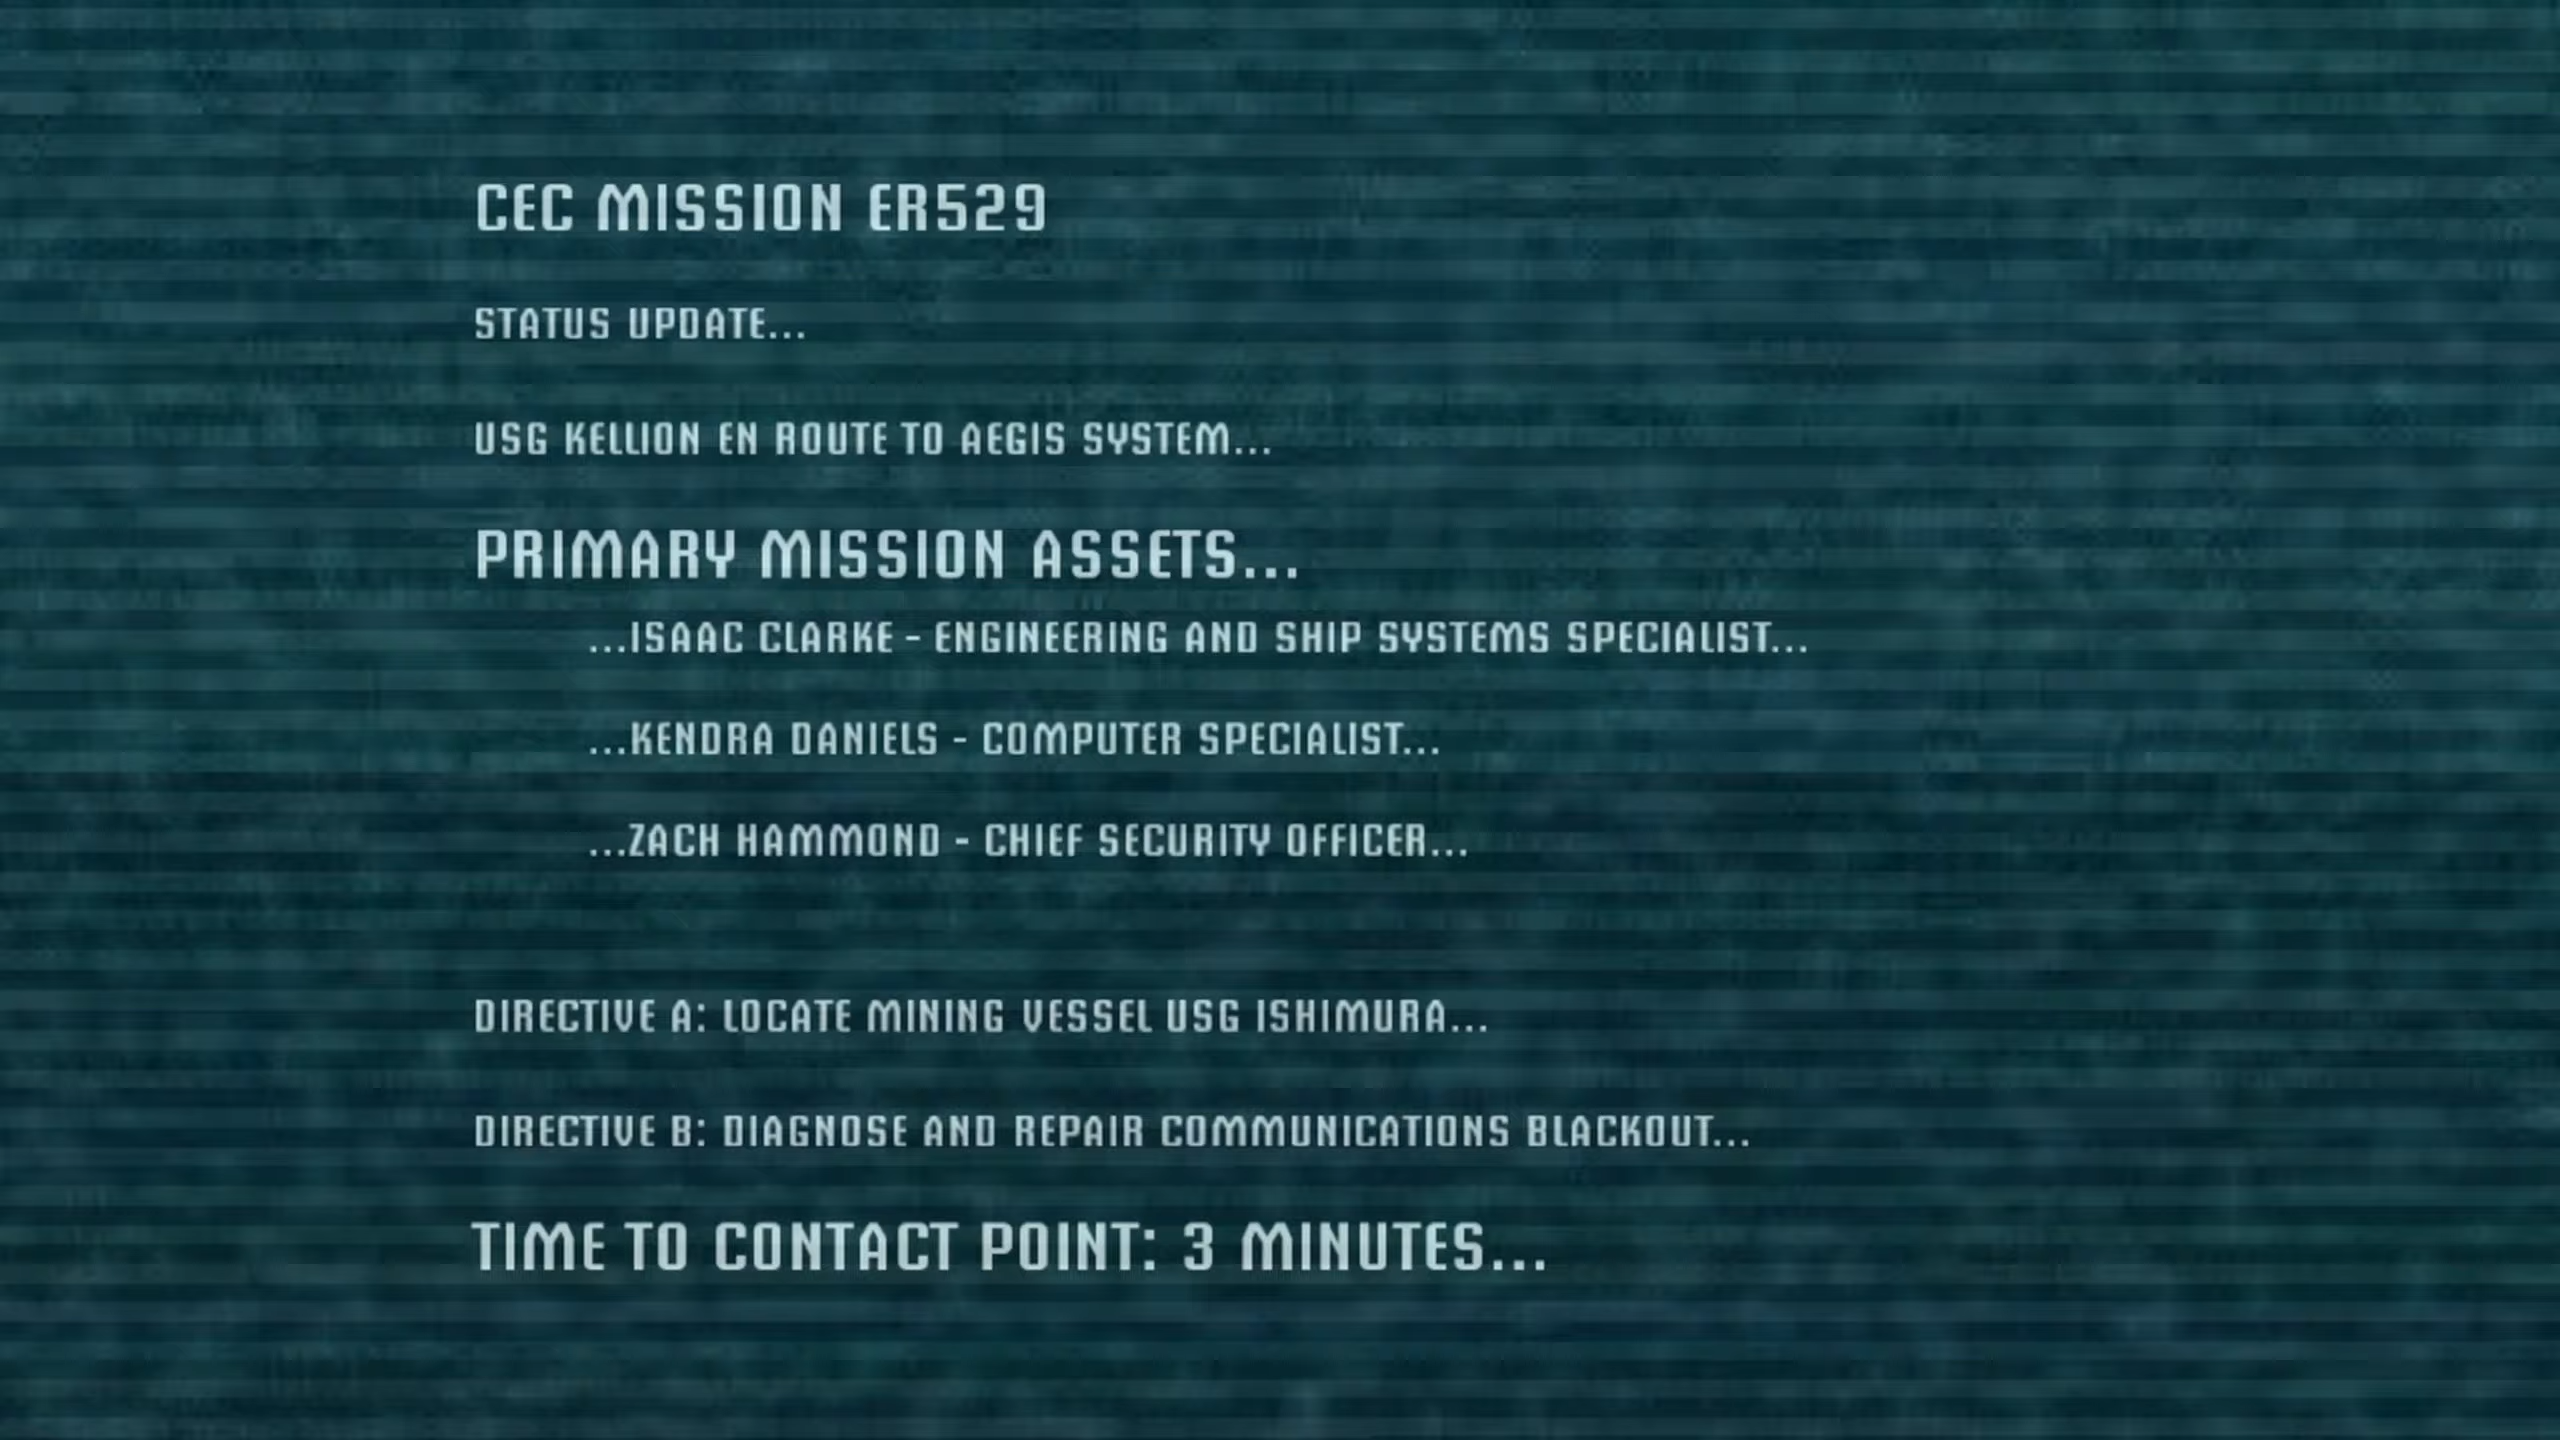 CEC MISSION ER529
STATUS UPDATE...
USG KELLION EN ROUTE TO AEGIS SYSTEM...
PRIMARY MISSION ASSETS...
...ISAAC CLARKE - ENGINEERING AND SHIP SYSTEMS SPECIALIST...
...KENDRA DANIELS - COMPUTER SPECIALIST...
...ZACH HAMMOND - CHIEF SECURITY OFFICER...
DIRECTIVE A: LOCATE MINING VESSEL USG ISHIMURA...
DIRECTIVE B: DIAGNOSE AND REPAIR COMMUNICATIONS BLACKOUT...
TIME TO CONTACT POINT: 3 MINUTES...